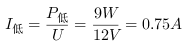 I低 = P低/U = 9W/12V = 0.75A